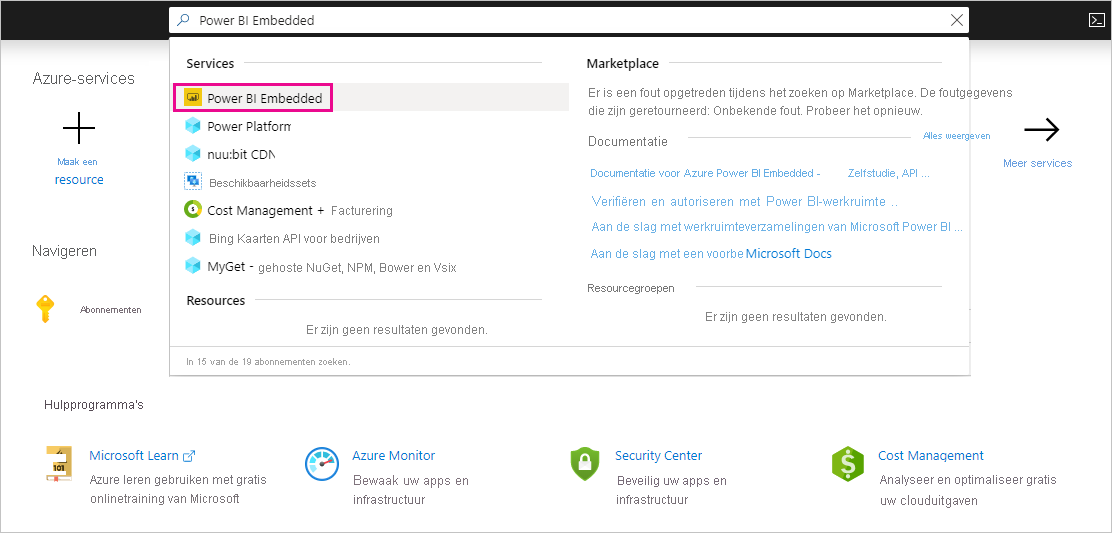 Power BI Embedded
Azure-services
Maak een
resource
Meer services
Navigeren
Abonnementen
Services
Power BI Embedded
Power Platform
nuu:bit CDN
Beschikbaarheidssets
Cost Management + Facturering
Bing Kaarten API voor bedrijven
MyGet - gehoste NuGet, NPM, Bower en Vsix
Resources
Er zijn geen resultaten gevonden.
Marketplace
Er is een fout opgetreden tijdens het zoeken op Marketplace. De foutgegevens
die zijn geretourneerd: Onbekende fout. Probeer het opnieuw.
Documentatie
Alles weergeven
Documentatie voor Azure Power BI Embedded - Zelfstudie, API ...
Verifiëren en autoriseren met Power BI-werkruimte ..
Aan de slag met werkruimteverzamelingen van Microsoft Power BI ...
Aan de slag met een voorbe Microsoft Docs
Resourcegroepen
Er zijn geen resultaten gevonden.
In 15 van de 19 abonnementen zoeken.
Hulpprogramma's
101
Microsoft Learn
Azure leren gebruiken met gratis
onlinetraining van Microsoft
Azure Monitor
Bewaak uw apps en
infrastructuur
Security Center
Beveilig uw apps en
infrastructuur
Cost Management
Analyseer en optimaliseer gratis
uw clouduitgaven